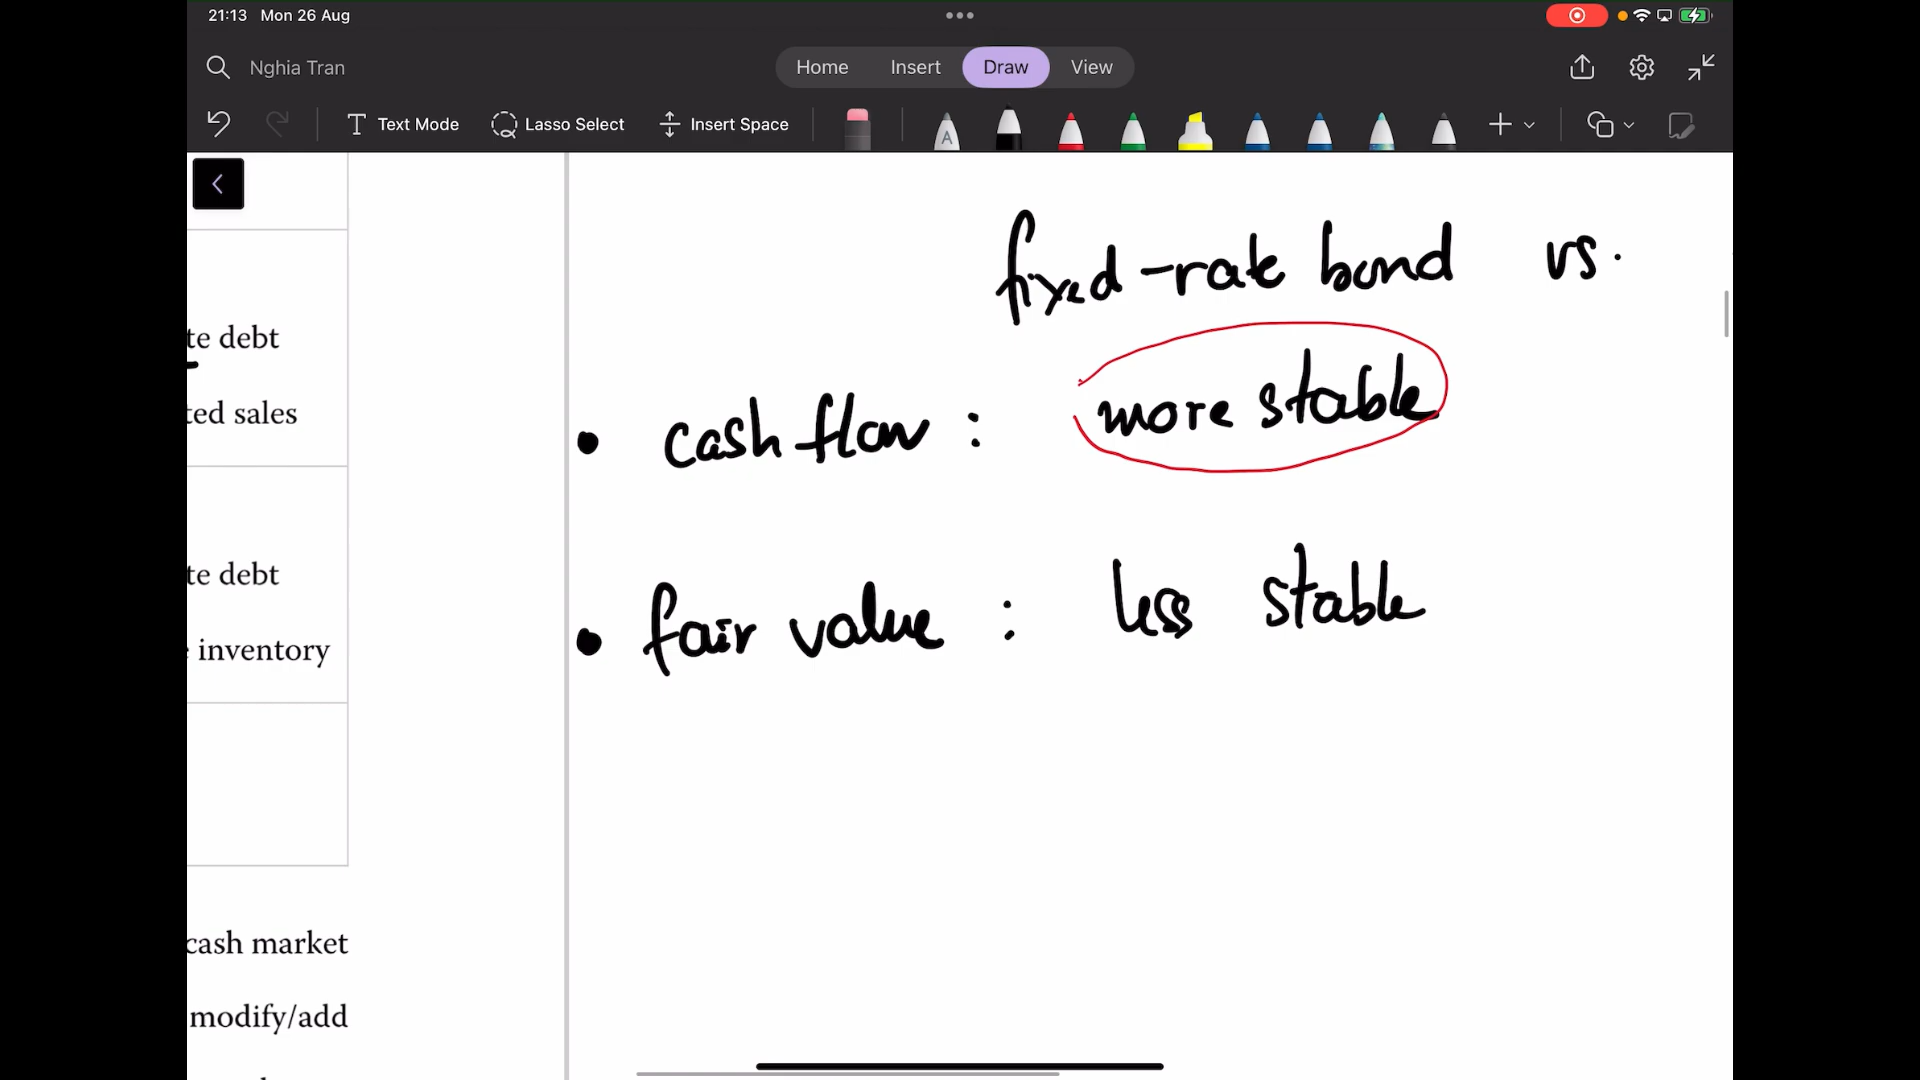 21:13 Mon 26 Aug
Nghia Tran
Home Insert Draw View
Text Mode Lasso Select Insert Space
A
fixed-rate bond vs.
te debt
ted sales
• cash flow : more stable
te debt
inventory
• fair value : less stable
cash market
modify/add